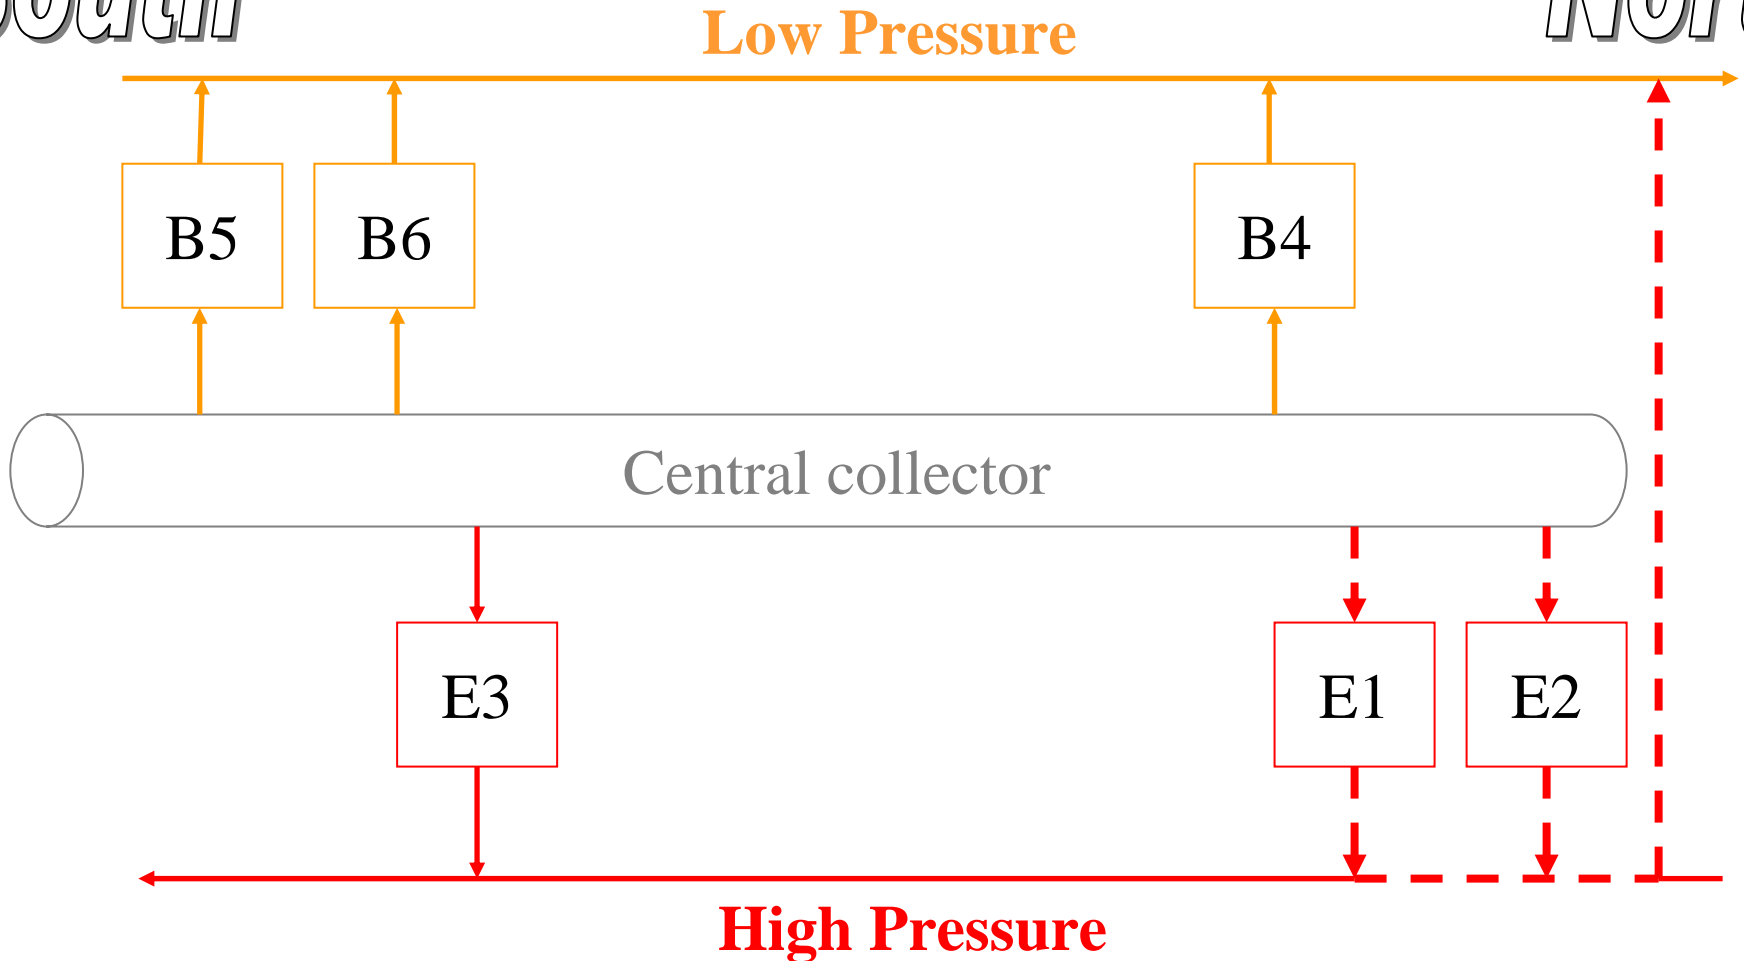 Low Pressure
B5
B6
B4
Central collector
E3
E1
E2
High Pressure